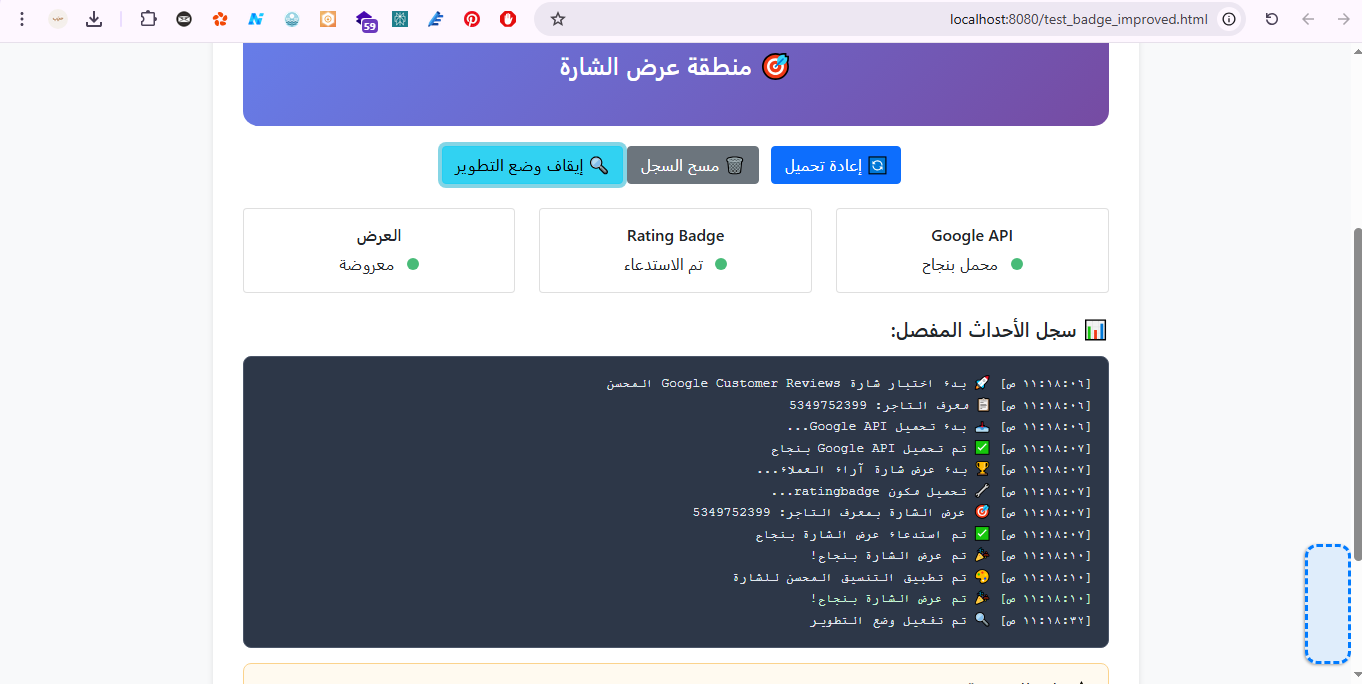 localhost:8080/test_badge_improved.html
59
🎯 منطقة عرض الشارة
🔄 إعادة تحميل
🗑️ مسح السجل
🔍 إيقاف وضع التطوير
Google API
محمل بنجاح
Rating Badge
تم الاستدعاء
العرض
معروضة
📊 سجل الأحداث المفصل:
[١١:١٨:٠٦ ص] 🚀 بدء اختبار شارة Google Customer Reviews المحسن
[١١:١٨:٠٦ ص] 📋 معرف التاجر: 5349752399
[١١:١٨:٠٦ ص] 📥 بدء تحميل Google API...
[١١:١٨:٠٧ ص] ✅ تم تحميل Google API بنجاح
[١١:١٨:٠٧ ص] 🏆 بدء عرض شارة آراء العملاء...
[١١:١٨:٠٧ ص] 🔧 تحميل مكون ratingbadge...
[١١:١٨:٠٧ ص] 🎯 عرض الشارة بمعرف التاجر: 5349752399
[١١:١٨:٠٧ ص] ✅ تم استدعاء عرض الشارة بنجاح
[١١:١٨:١٠ ص] 🎉 تم عرض الشارة بنجاح!
[١١:١٨:١٠ ص] 🎨 تم تطبيق التنسيق المحسن للشارة
[١١:١٨:١٠ ص] 🎉 تم عرض الشارة بنجاح!
[١١:١٨:٣٢ ص] 🔍 تم تفعيل وضع التطوير